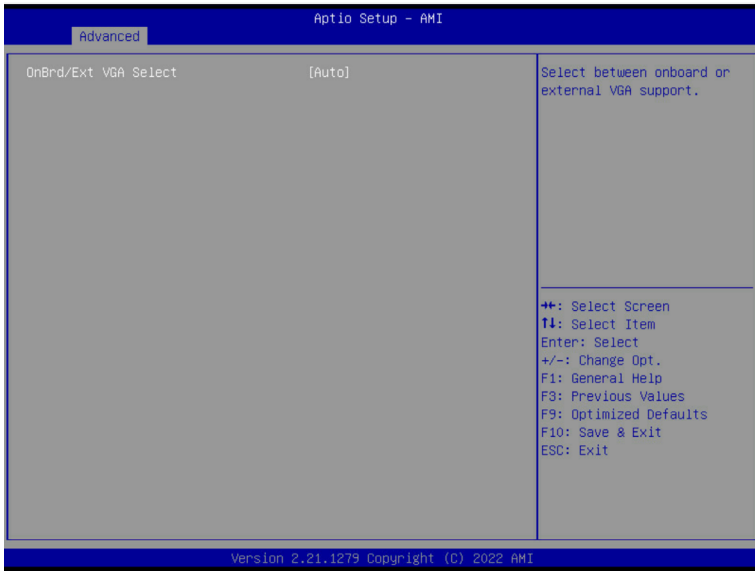 Aptio Setup - AMI
Advanced
OnBrd/Ext VGA Select [Auto]
Select between onboard or
external VGA support.
→←: Select Screen
↑↓: Select Item
Enter: Select
+/-: Change Opt.
F1: General Help
F3: Previous Values
F9: Optimized Defaults
F10: Save & Exit
ESC: Exit
Version 2.21.1279 Copyright (C) 2022 AMI